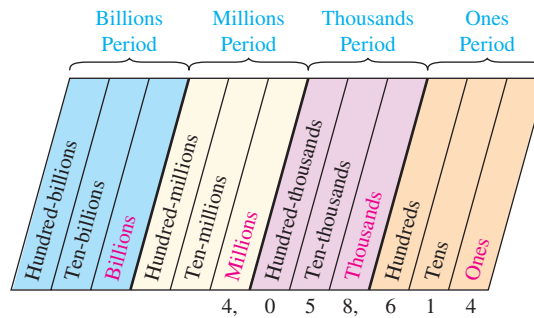 Billions Millions Thousands Ones
Period Period Period Period
Hundred-billions
Ten-billions
Billions
Hundred-millions
Ten-millions
Millions
Hundred-thousands
Ten-thousands
Thousands
Hundreds
Tens
Ones
4, 0 5 8, 6 1 4